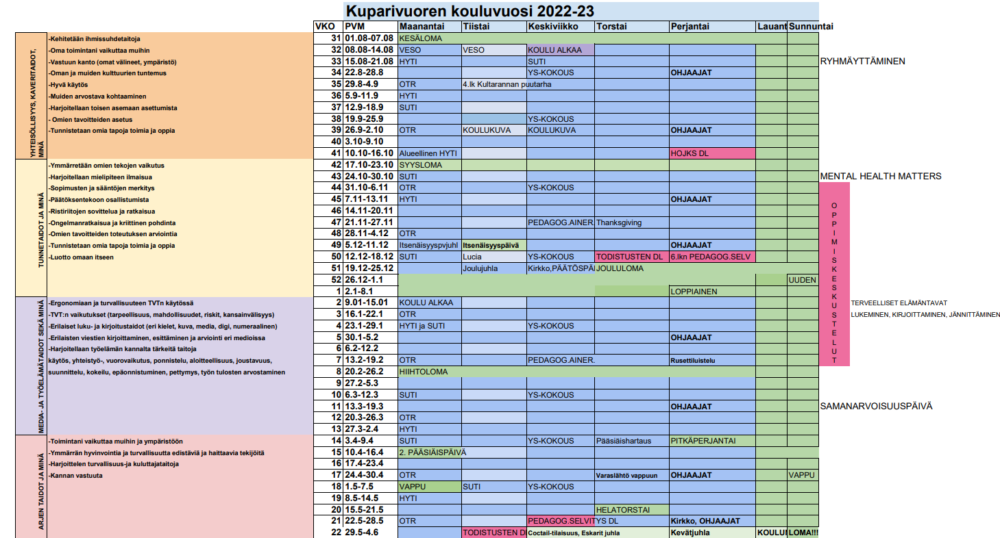 Kuparivuoren kouluvuosi 2022-23
VKO PVM Maanantai Tiistai Keskiviikko Torstai Perjantai Lauant Sunnuntai
YHTEISÖLLISYYS, KAVERITAIDOT, MINÄ
-Kehitetään ihmissuhdetaitoja 31 01.08-07.08 KESÄLOMA
-Oma toimintani vaikuttaa muihin 32 08.08-14.08 VESO VESO KOULU ALKAA
-Vastuun kanto (omat välineet, ympäristö) 33 15.08-21.08 HYTI SUTI RYHMÄYTTÄMINEN
-Oman ja muiden kulttuurien tuntemus 34 22.8-28.8 YS-KOKOUS OHJAAJAT
-Hyvä käytös 35 29.8-4.9 OTR 4.lk Kultarannan puutarha
-Muiden arvostava kohtaaminen 36 5.9-11.9 HYTI
-Harjoitellaan toisen asemaan asettumista 37 12.9-18.9 SUTI
- Omien tavoitteiden asetus 38 19.9-25.9 YS-KOKOUS
-Tunnistetaan omia tapoja toimia ja oppia 39 26.9-2.10 OTR KOULUKUVA KOULUKUVA OHJAAJAT
40 3.10-9.10
41 10.10-16.10 Alueellinen HYTI HOJKS DL
TUNNETAIDOT JA MINÄ
-Ymmärretään omien tekojen vaikutus 42 17.10-23.10 SYYSLOMA
-Harjoitellaan mielipiteen ilmaisua 43 24.10-30.10 SUTI MENTAL HEALTH MATTERS
-Sopimusten ja sääntöjen merkitys 44 31.10-6.11 OTR YS-KOKOUS
OPPIMISKESKUSTELUT
-Päätöksentekoon osallistumista 45 7.11-13.11 HYTI OHJAAJAT
-Ristiriitojen sovittelua ja ratkaisua 46 14.11-20.11
-Ongelmanratkaisua ja kriittinen pohdinta 47 21.11-27.11 PEDAGOG.AINER. Thanksgiving
-Omien tavoitteiden toteutuksen arviointia 48 28.11-4.12 OTR
-Tunnistetaan omia tapoja toimia ja oppia 49 5.12-11.12 Itsenäisyyspvjuhl Itsenäisyyspäivä OHJAAJAT
-Luotto omaan itseen 50 12.12-18.12 SUTI Lucia YS-KOKOUS TODISTUSTEN DL 6.lkn PEDAGOG.SELV
51 19.12-25.12 Joulujuhla Kirkko,PÄÄTÖSPÄI JOULULOMA
52 26.12-1.1 UUDEN
1 2.1-8.1 LOPPIAINEN
MEDIA- JA TYÖELÄMÄTAIDOT SEKÄ MINÄ
-Ergonomiaan ja turvallisuuteen TVTn käytössä 2 9.01-15.01 KOULU ALKAA TERVEELLISET ELÄMÄNTAVAT
-TVT:n vaikutukset (tarpeellisuus, mahdollisuudet, riskit, kansainvälisyys) 3 16.1-22.1 OTR LUKEMINEN, KIRJOITTAMINEN, JÄNNITTÄMINEN
-Erilaiset luku- ja kirjoitustaidot (eri kielet, kuva, media, digi, numeraalinen) 4 23.1-29.1 HYTI ja SUTI YS-KOKOUS
-Erilaisten viestien kirjoittaminen, esittäminen ja arviointi eri medioissa 5 30.1-5.2 OHJAAJAT
-Harjoitellaan työelämän kannalta tärkeitä taitoja 6 6.2-12.2
käytös, yhteistyö-, vuorovaikutus, ponnistelu, aloitteellisuus, joustavuus, 7 13.2-19.2 OTR PEDAGOG.AINER. Rusettiluistelu
suunnittelu, kokeilu, epäonnistuminen, pettymys, työn tulosten arvostaminen 8 20.2-26.2 HIIHTOLOMA
9 27.2-5.3
10 6.3-12.3 SUTI YS-KOKOUS
11 13.3-19.3 OHJAAJAT SAMANARVOISUUSPÄIVÄ
12 20.3-26.3 OTR
13 27.3-2.4 HYTI
ARJEN TAIDOT JA MINÄ
-Toimintani vaikuttaa muihin ja ympäristöön 14 3.4-9.4 SUTI YS-KOKOUS Pääsiäishartaus PITKÄPERJANTAI
-Ymmärrän hyvinvointia ja turvallisuutta edistäviä ja haittaavia tekijöitä 15 10.4-16.4 2. PÄÄSIÄISPÄIVÄ
-Harjoittelen turvallisuus-ja kuluttajataitoja 16 17.4-23.4
-Kannan vastuuta 17 24.4-30.4 OTR Varaslähtö vappuun OHJAAJAT VAPPU
18 1.5-7.5 VAPPU SUTI YS-KOKOUS
19 8.5-14.5 HYTI
20 15.5-21.5 HELATORSTAI
21 22.5-28.5 OTR PEDAGOG.SELVITYS DL Kirkko, OHJAAJAT
22 29.5-4.6 TODISTUSTEN DL Coctail-tilaisuus, Eskarit juhla Kevätjuhla KOULUN LOMA!!!